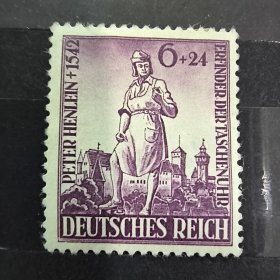 PETER HENLEIN + 1542
6+24
ERFINDER DER TASCHENUHR
DEUTSCHES REICH